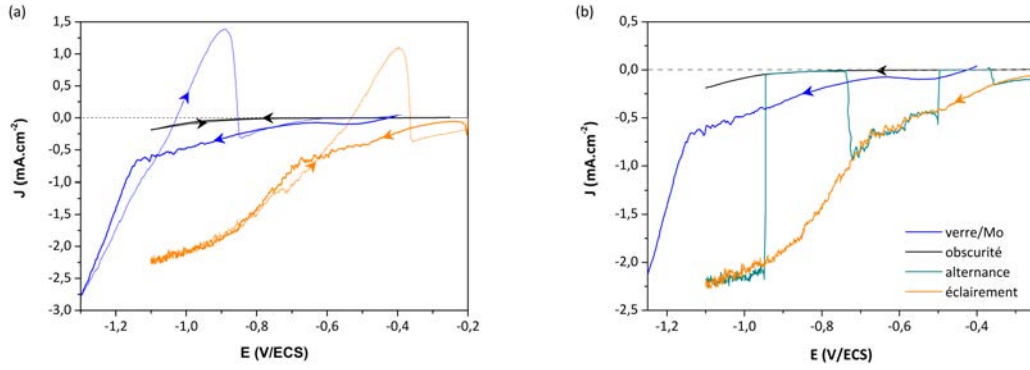 (a)
1,5
1,0
0,5
0,0
-0,5
-1,0
-1,5
-2,0
-2,5
-3,0
J (mA.cm⁻²)
-1,2
-1,0
-0,8
-0,6
-0,4
-0,2
E (V/ECS)
(b)
0,5
0,0
-0,5
-1,0
-1,5
-2,0
-2,5
J (mA.cm⁻²)
-1,2
-1,0
-0,8
-0,6
-0,4
E (V/ECS)
verre/Mo
obscurité
alternance
éclairement